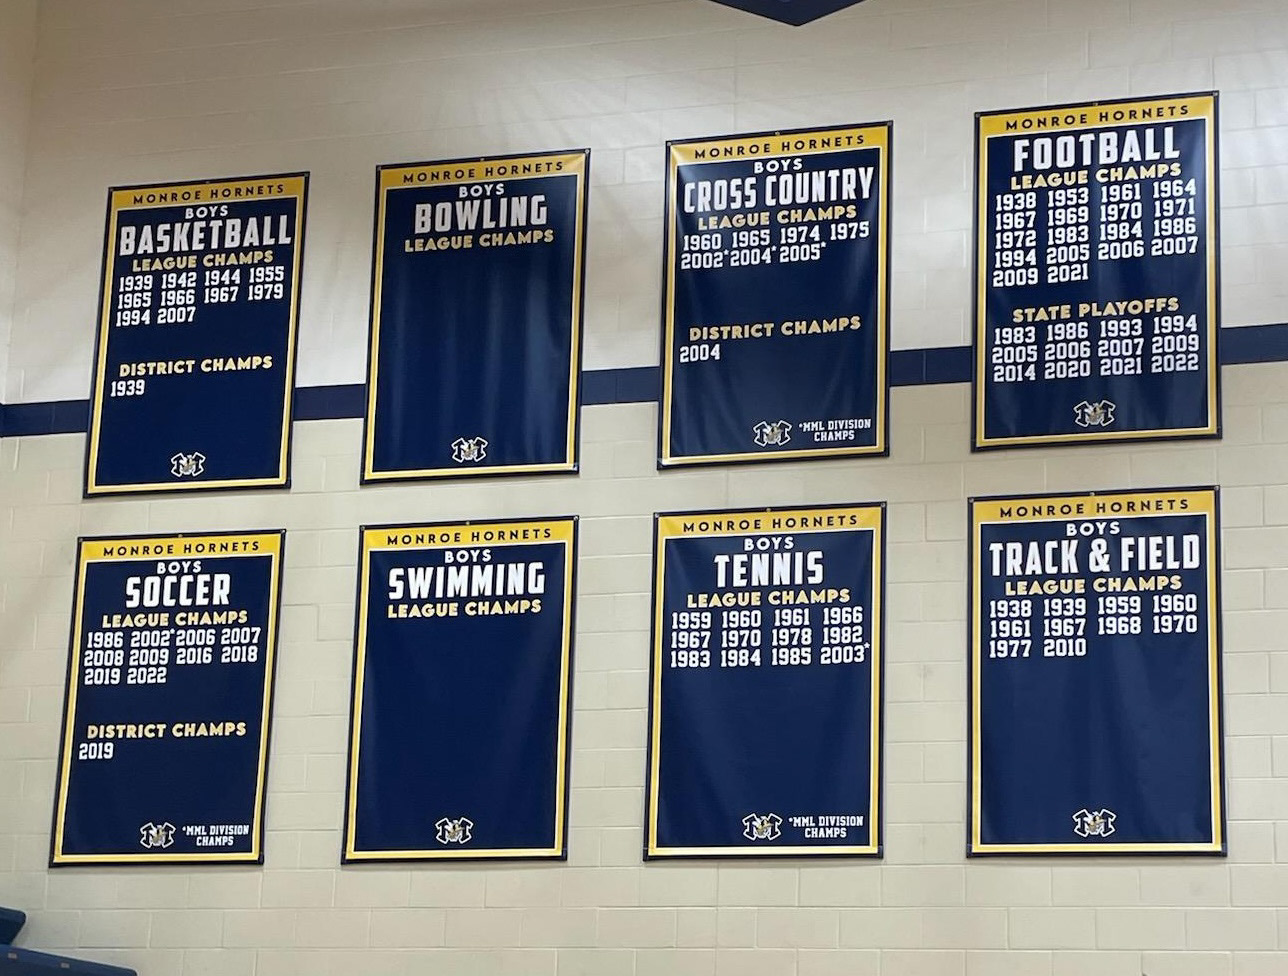 MONROE HORNETS
BOYS
BASKETBALL
LEAGUE CHAMPS
1939 1942 1944 1955
1965 1966 1967 1979
1994 2007
DISTRICT CHAMPS
1939
MONROE HORNETS
BOYS
BOWLING
LEAGUE CHAMPS
MONROE HORNETS
BOYS
CROSS COUNTRY
LEAGUE CHAMPS
1960 1965 1974 1975
2002* 2004* 2005*
DISTRICT CHAMPS
2004
*MML DIVISION
CHAMPS
MONROE HORNETS
FOOTBALL
LEAGUE CHAMPS
1938 1953 1961 1964
1967 1969 1970 1971
1972 1983 1984 1986
1994 2005 2006 2007
2009 2021
STATE PLAYOFFS
1983 1986 1993 1994
2005 2006 2007 2009
2014 2020 2021 2022
MONROE HORNETS
BOYS
SOCCER
LEAGUE CHAMPS
1986 2002* 2006 2007
2008 2009 2016 2018
2019 2022
DISTRICT CHAMPS
2019
*MML DIVISION
CHAMPS
MONROE HORNETS
BOYS
SWIMMING
LEAGUE CHAMPS
MONROE HORNETS
BOYS
TENNIS
LEAGUE CHAMPS
1959 1960 1961 1966
1967 1970 1978 1982
1983 1984 1985 2003*
*MML DIVISION
CHAMPS
MONROE HORNETS
BOYS
TRACK & FIELD
LEAGUE CHAMPS
1938 1939 1959 1960
1961 1967 1968 1970
1977 2010